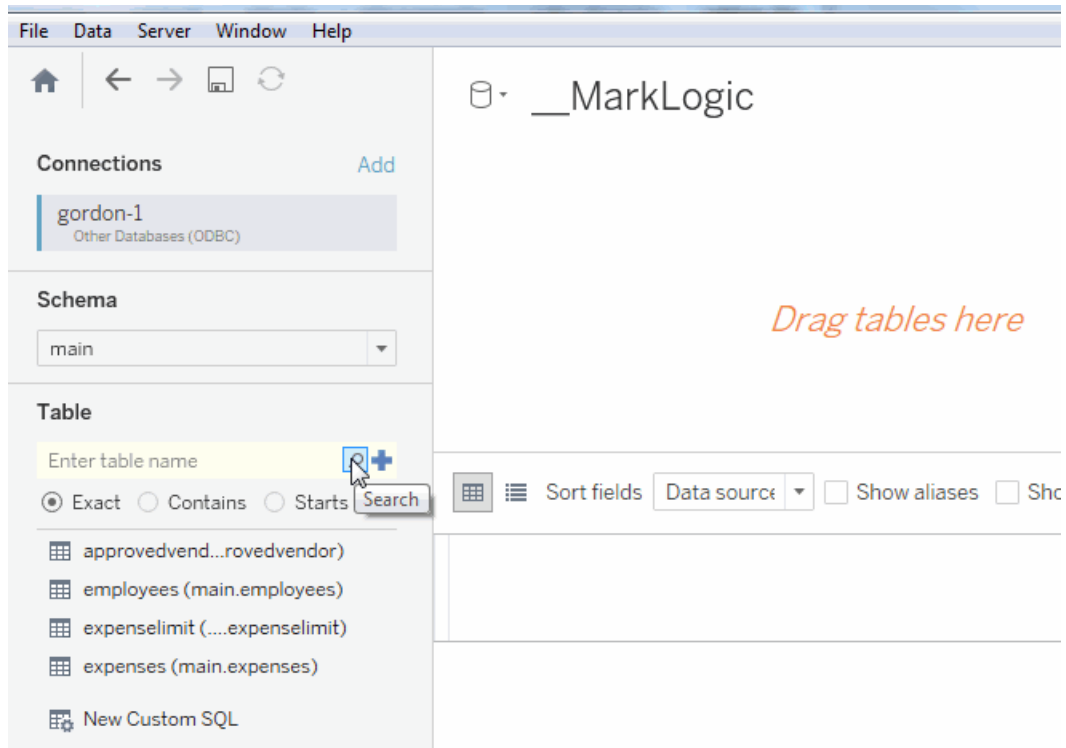 File Data Server Window Help
__MarkLogic
Connections Add
gordon-1
Other Databases (ODBC)
Schema
main
Drag tables here
Table
Enter table name
Exact Contains Starts
Search
Sort fields Data source Show aliases Sho
approvedvend...rovedvendor)
employees (main.employees)
expenselimit (....expenselimit)
expenses (main.expenses)
New Custom SQL